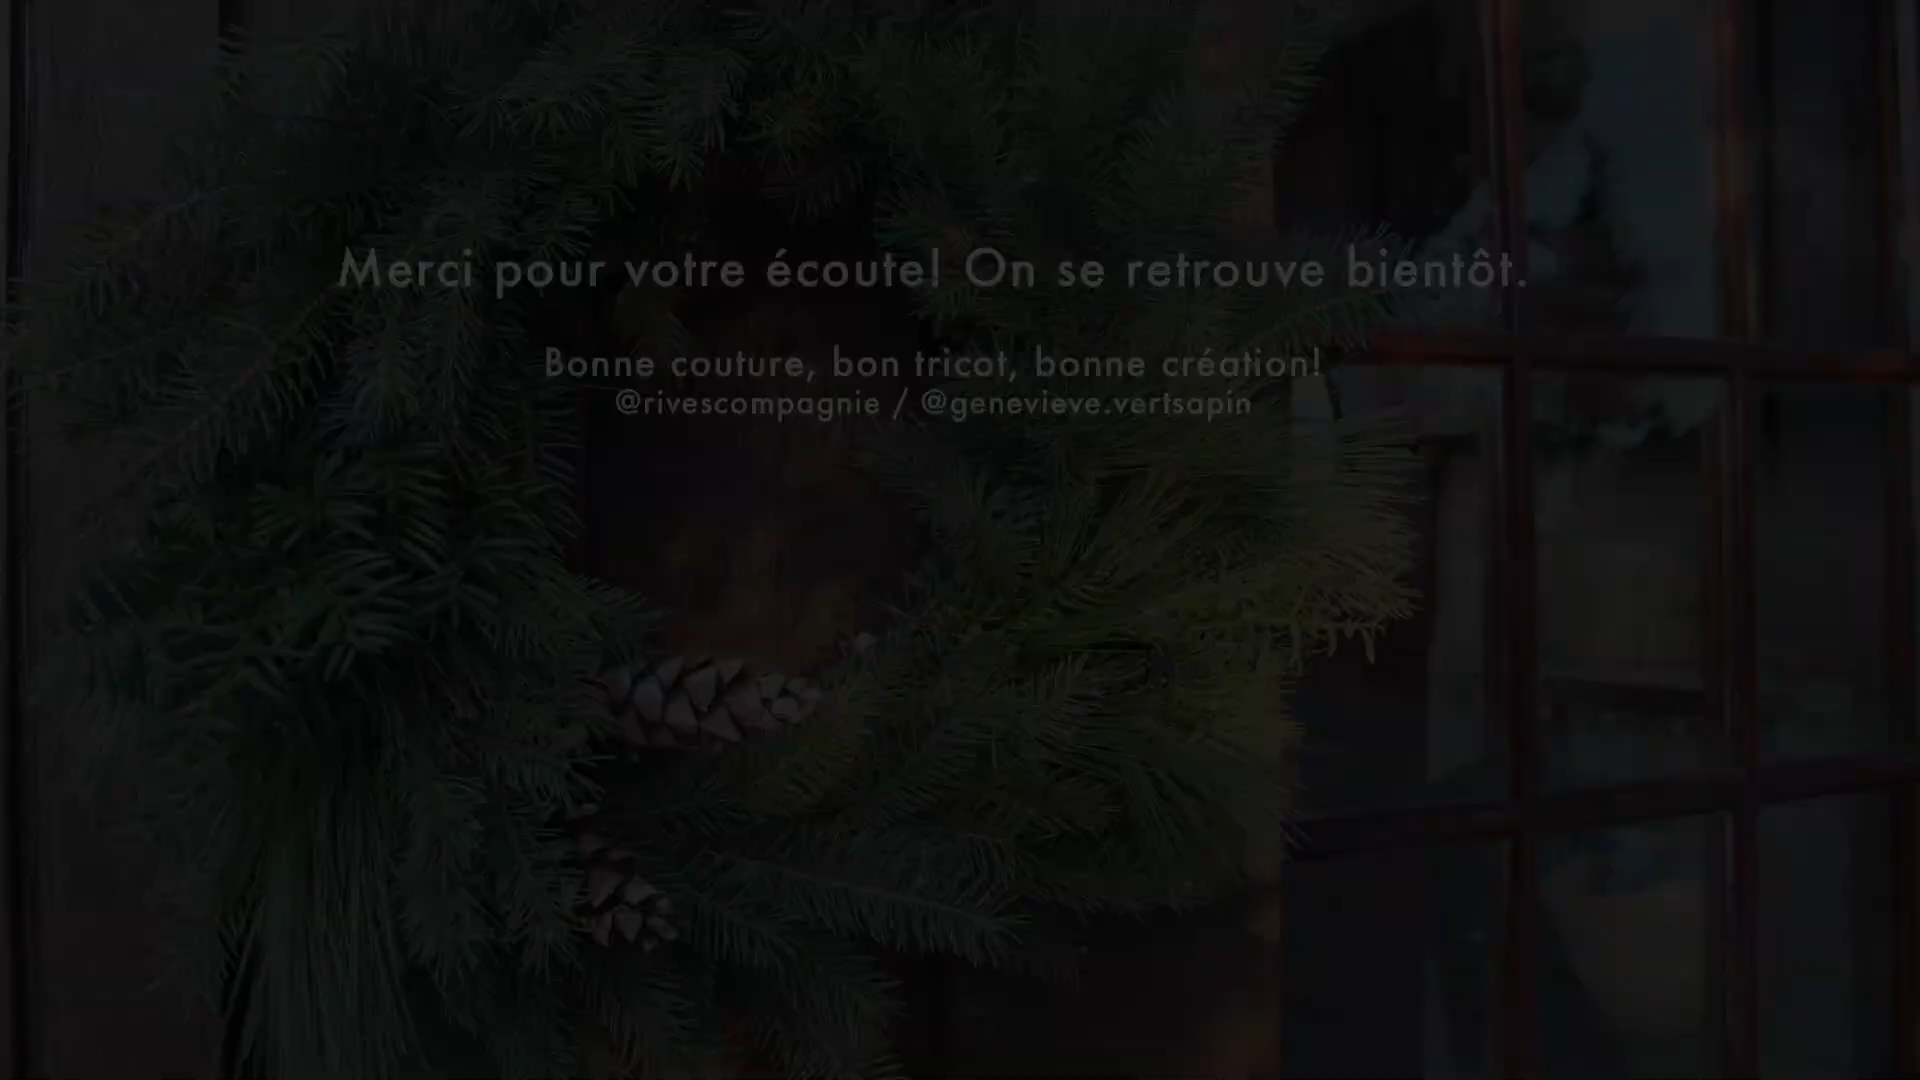 Merci pour votre écoute! On se retrouve bientôt.
Bonne couture, bon tricot, bonne création!
@rivescompagnie / @genevieve.vertsapin